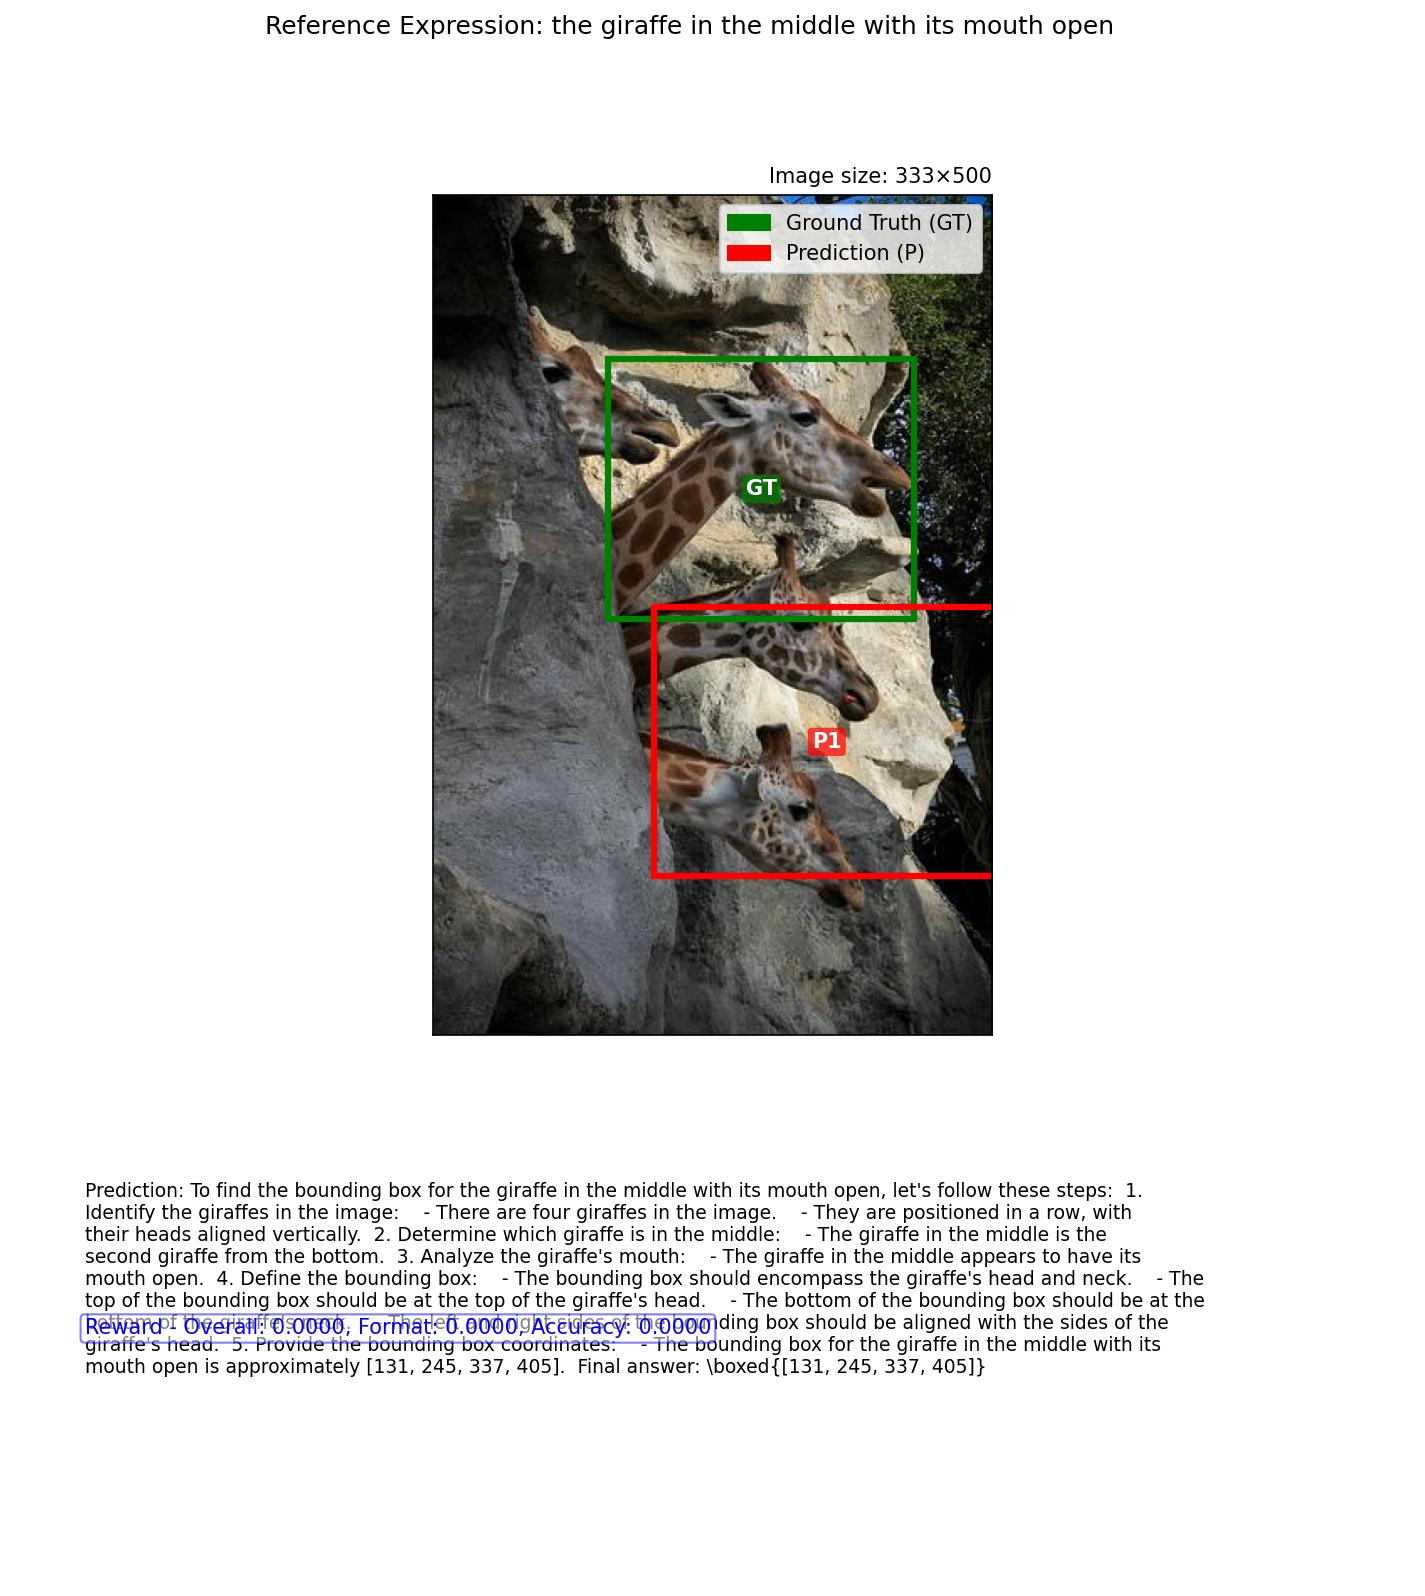 Reference Expression: the giraffe in the middle with its mouth open
Image size: 333×500
Ground Truth (GT)
Prediction (P)
GT
P1
Prediction: To find the bounding box for the giraffe in the middle with its mouth open, let's follow these steps:  1.
Identify the giraffes in the image:    - There are four giraffes in the image.    - They are positioned in a row, with
their heads aligned vertically.  2. Determine which giraffe is in the middle:    - The giraffe in the middle is the
second giraffe from the bottom.  3. Analyze the giraffe's mouth:    - The giraffe in the middle appears to have its
mouth open.  4. Define the bounding box:    - The bounding box should encompass the giraffe's head and neck.    - The
top of the bounding box should be at the top of the giraffe's head.    - The bottom of the bounding box should be at the
bottom of the giraffe's neck.    - The left and right sides of the bounding box should be aligned with the sides of the
Reward - Overall: 0.0000, Format: 0.0000, Accuracy: 0.0000
giraffe's head.  5. Provide the bounding box coordinates:    - The bounding box for the giraffe in the middle with its
mouth open is approximately [131, 245, 337, 405].  Final answer: \boxed{[131, 245, 337, 405]}